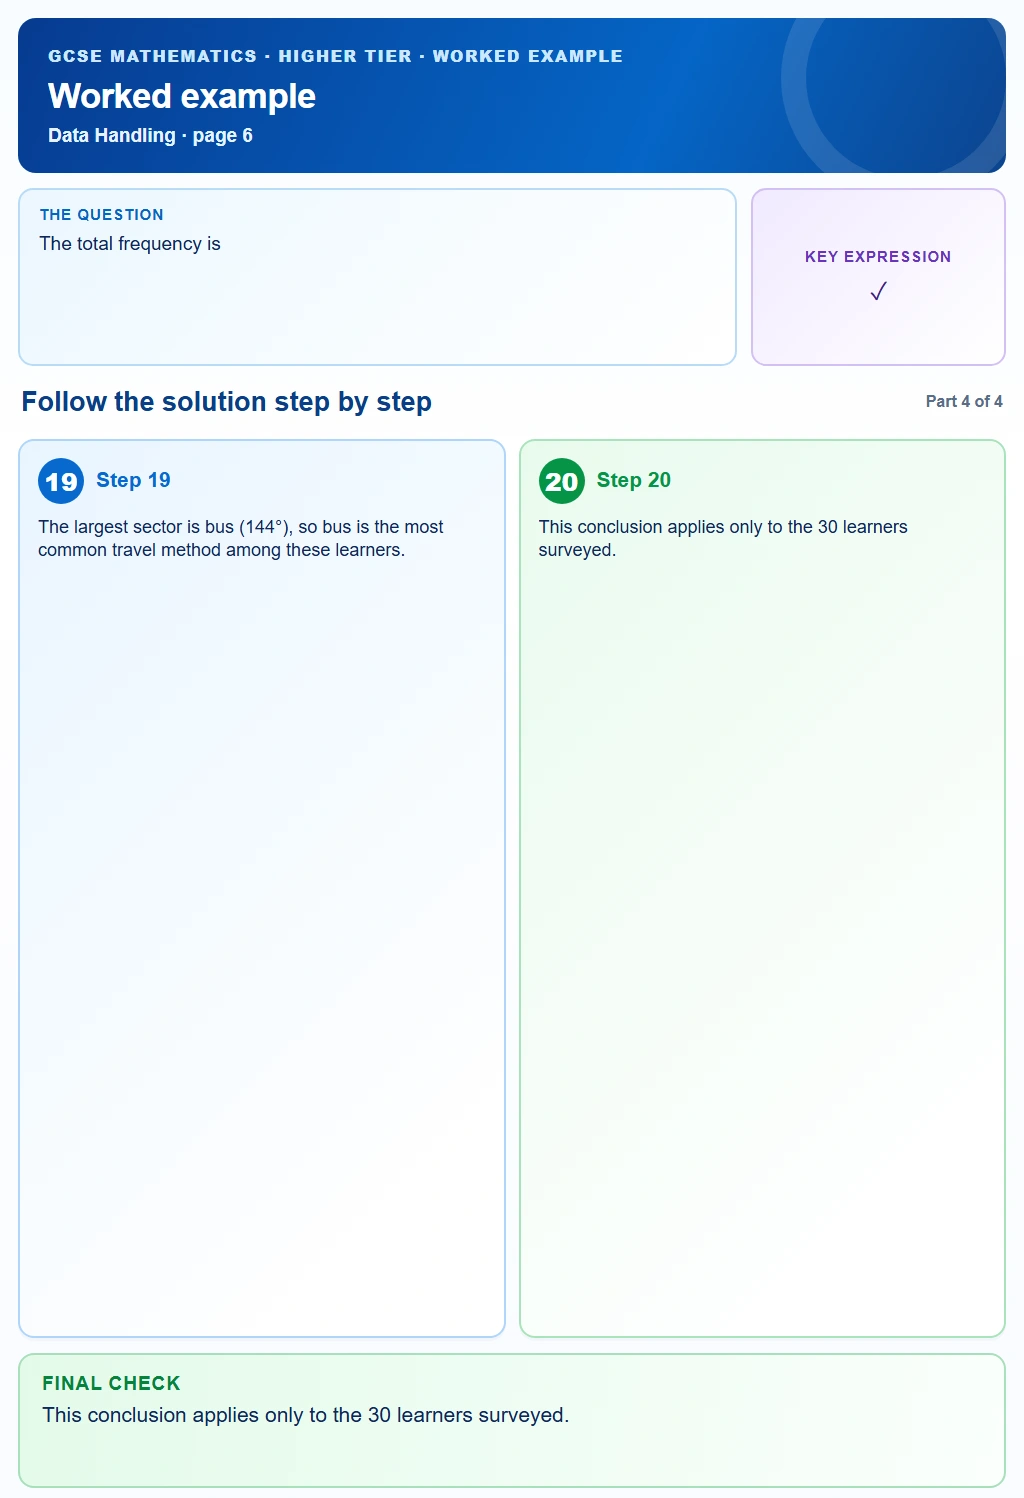 GCSE MATHEMATICS · HIGHER TIER · WORKED EXAMPLE
Worked example
Data Handling · page 6
THE QUESTION
The total frequency is
KEY EXPRESSION
✓
Follow the solution step by step
Part 4 of 4
19 Step 19
The largest sector is bus (144°), so bus is the most
common travel method among these learners.
20 Step 20
This conclusion applies only to the 30 learners
surveyed.
FINAL CHECK
This conclusion applies only to the 30 learners surveyed.